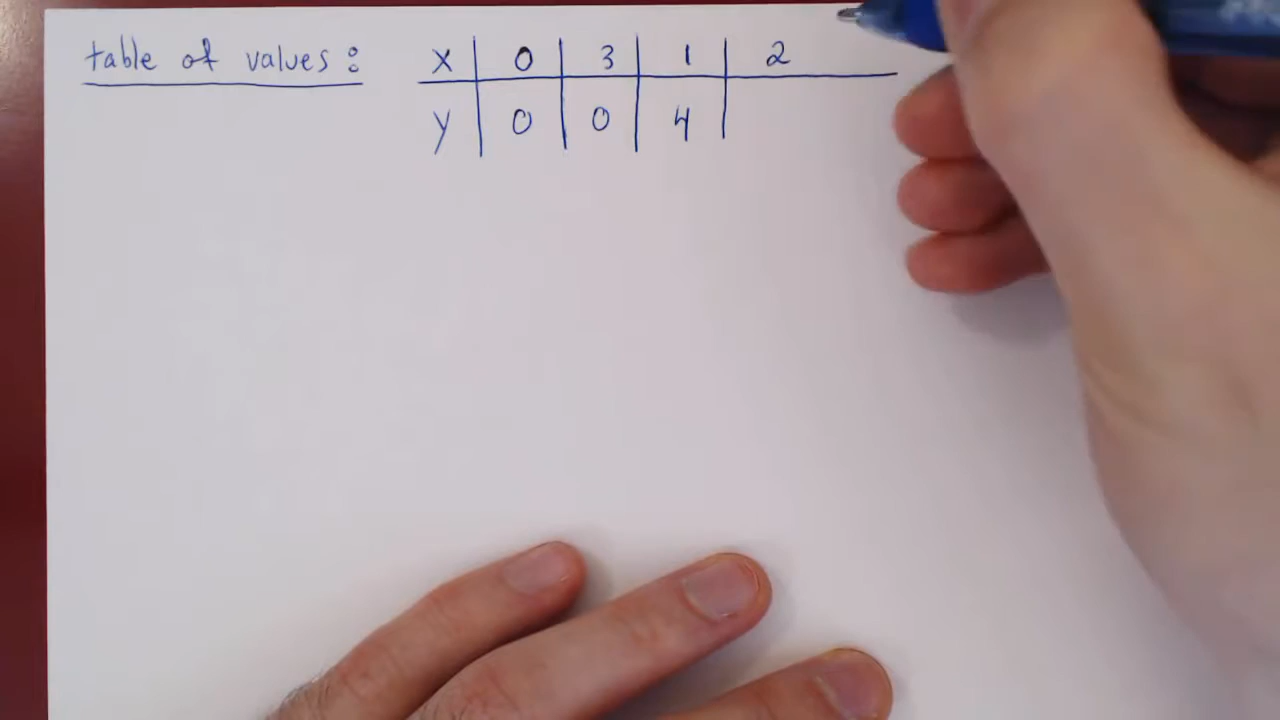 table of values :
x | 0 | 3 | 1 | 2
y | 0 | 0 | 4 |